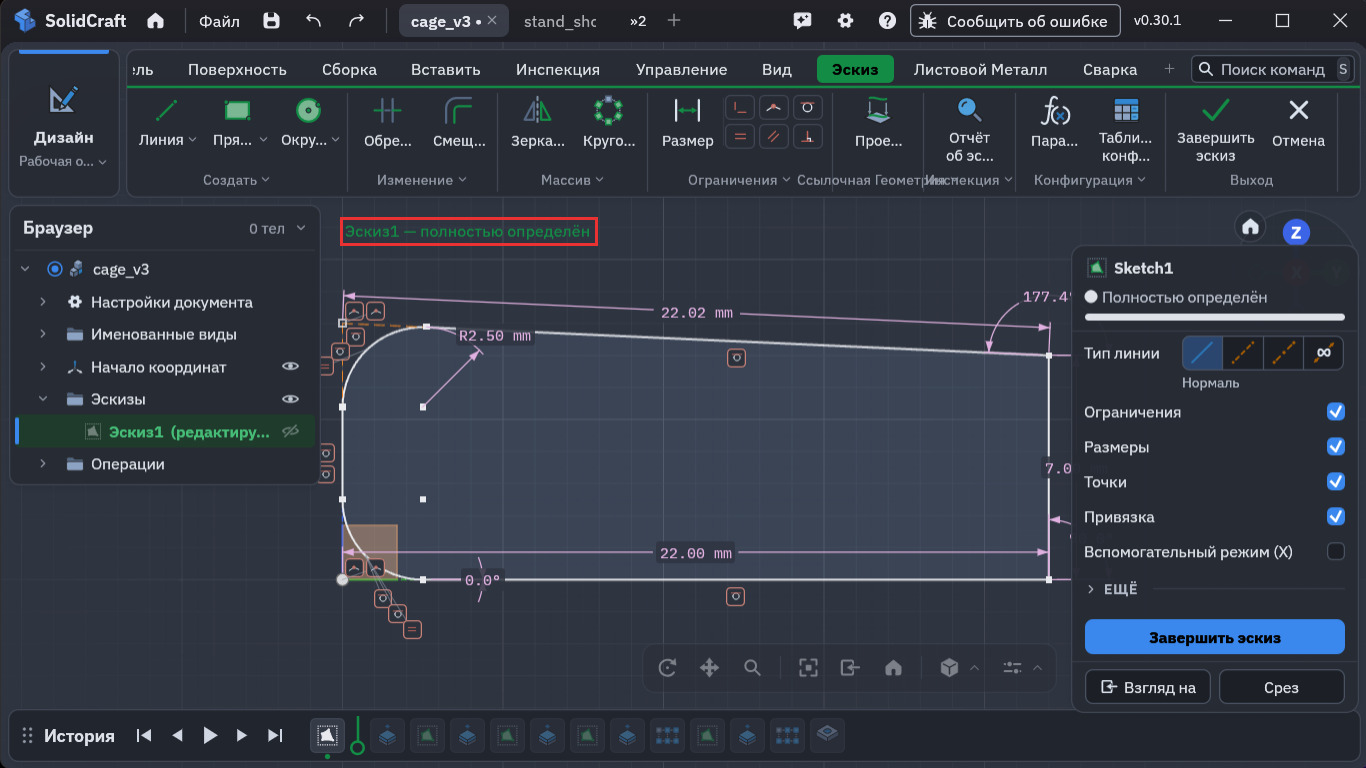 SolidCraft
Файл
cage_v3 •
stand_shc
»2
Сообщить об ошибке
v0.30.1
Дизайн
Рабочая о...
ель
Поверхность
Сборка
Вставить
Инспекция
Управление
Вид
Эскиз
Листовой Металл
Сварка
Поиск команд
S
Линия
Пря...
Окру...
Создать
Обре...
Смещ...
Изменение
Зерка...
Круго...
Массив
Размер
Ограничения
Прое...
Ссылочная Геометрия
Отчёт
об эс...
Инспекция
Пара...
Табли...
конф...
Конфигурация
Завершить
эскиз
Отмена
Выход
Браузер
0 тел
cage_v3
Настройки документа
Именованные виды
Начало координат
Эскизы
Эскиз1 (редактиру...
Операции
Эскиз1 — полностью определён
22.02 mm
177.4°
R2.50 mm
7.0
22.00 mm
0.0°
Z
Sketch1
Полностью определён
Тип линии
Нормаль
Ограничения
Размеры
Точки
Привязка
Вспомогательный режим (X)
ЕЩЁ
Завершить эскиз
Взгляд на
Срез
История